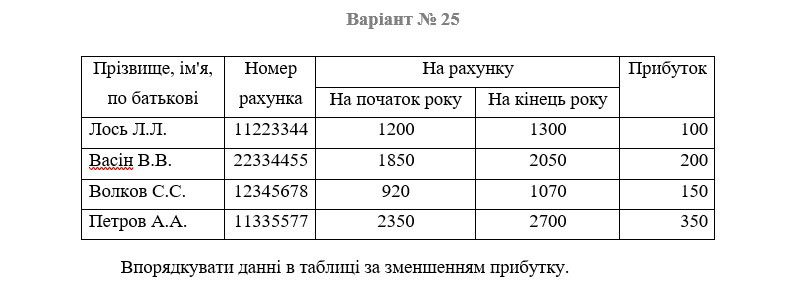 Варіант № 25
Прізвище, ім'я, по батькові Номер рахунка На рахунку Прибуток
На початок року На кінець року
Лось Л.Л. 11223344 1200 1300 100
Васін В.В. 22334455 1850 2050 200
Волков С.С. 12345678 920 1070 150
Петров А.А. 11335577 2350 2700 350
Впорядкувати данні в таблиці за зменшенням прибутку.